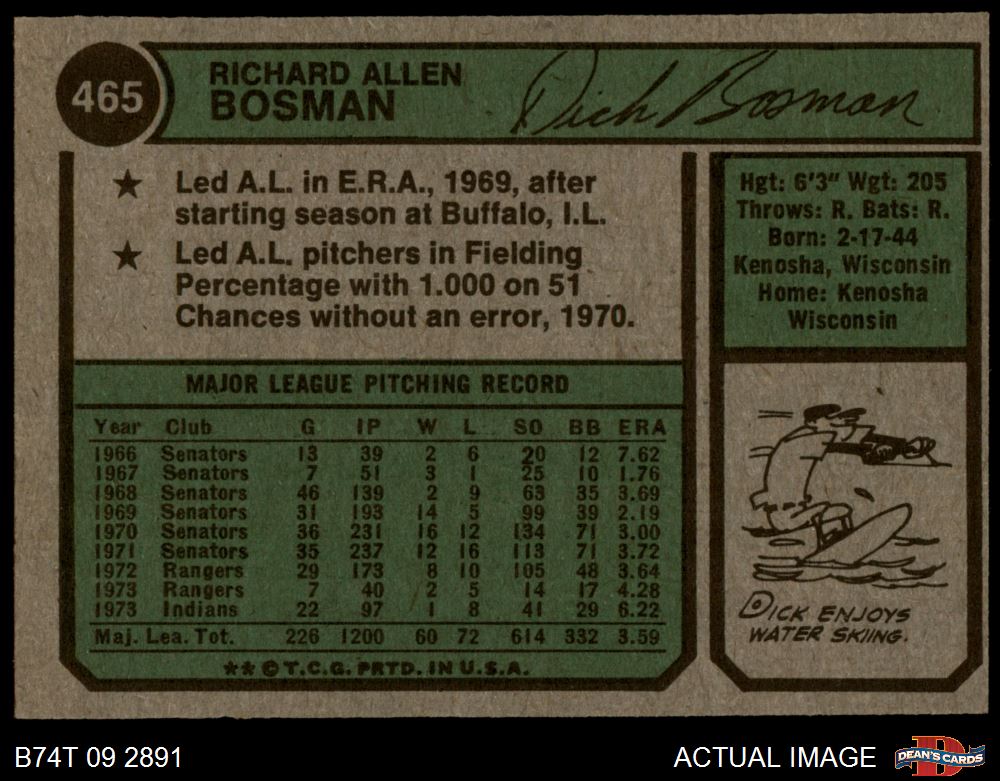 465
RICHARD ALLEN
BOSMAN
Dick Bosman
★ Led A.L. in E.R.A., 1969, after
starting season at Buffalo, I.L.
★ Led A.L. pitchers in Fielding
Percentage with 1.000 on 51
Chances without an error, 1970.
Hgt: 6'3" Wgt: 205
Throws: R. Bats: R.
Born: 2-17-44
Kenosha, Wisconsin
Home: Kenosha
Wisconsin
MAJOR LEAGUE PITCHING RECORD
Year Club G IP W L SO BB ERA
1966 Senators 13 39 2 6 20 12 7.62
1967 Senators 7 51 3 1 25 10 1.76
1968 Senators 46 139 2 9 63 35 3.69
1969 Senators 31 193 14 5 99 39 2.19
1970 Senators 36 231 16 12 134 71 3.00
1971 Senators 35 237 12 16 113 71 3.72
1972 Rangers 29 173 8 10 105 48 3.64
1973 Rangers 7 40 2 5 14 17 4.28
1973 Indians 22 97 1 8 41 29 6.22
Maj. Lea. Tot. 226 1200 60 72 614 332 3.59
★★ © T.C.G. PRTD. IN U.S.A.
DICK ENJOYS
WATER SKIING.
B74T 09 2891
ACTUAL IMAGE
D
DEAN'S CARDS